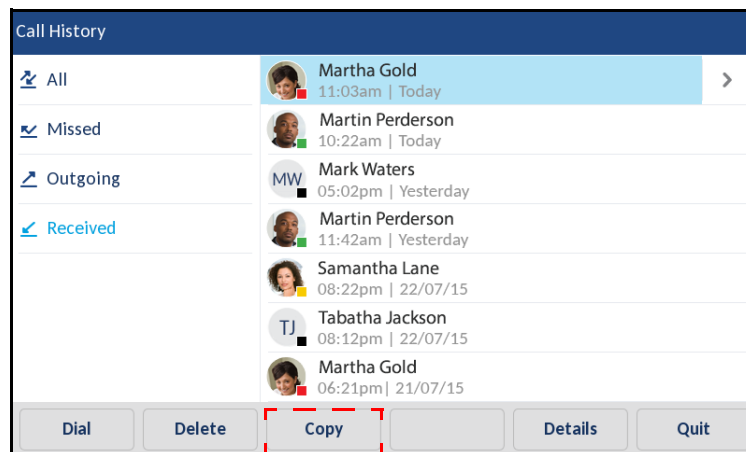 Call History
All
Missed
Outgoing
Received
Martha Gold
11:03am | Today
Martin Perderson
10:22am | Today
MW
Mark Waters
05:02pm | Yesterday
Martin Perderson
11:42am | Yesterday
Samantha Lane
08:22pm | 22/07/15
TJ
Tabatha Jackson
08:12pm | 22/07/15
Martha Gold
06:21pm| 21/07/15
Dial
Delete
Copy
Details
Quit